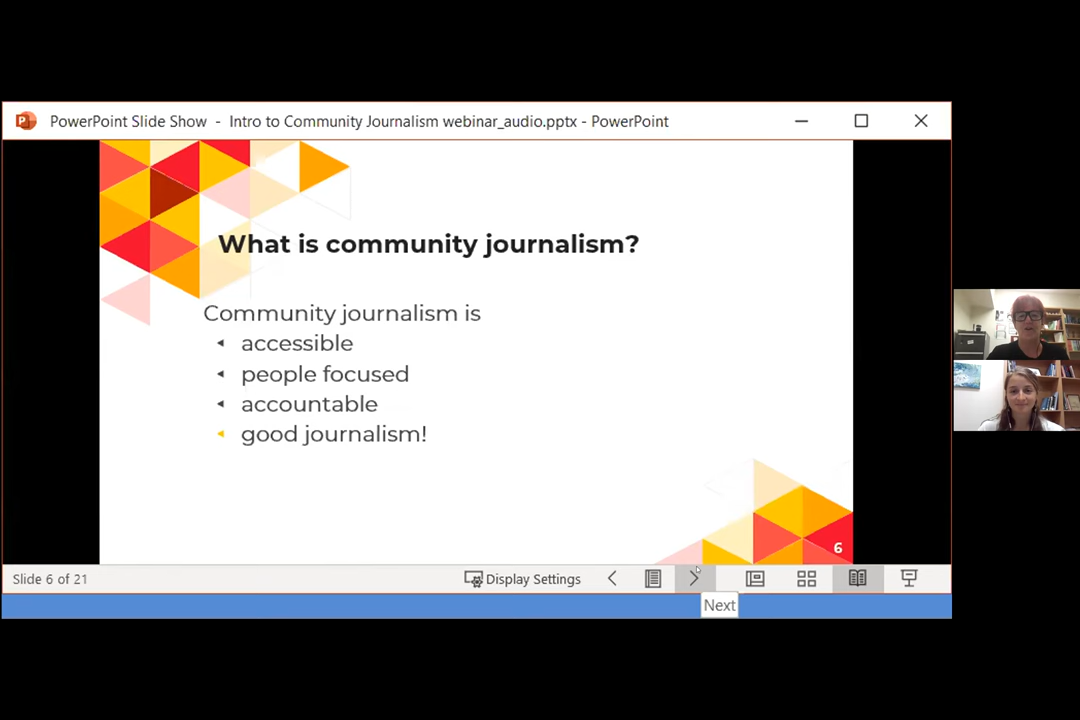 PowerPoint Slide Show - Intro to Community Journalism webinar_audio.pptx - PowerPoint
What is community journalism?
Community journalism is
accessible
people focused
accountable
good journalism!
6
Slide 6 of 21
Display Settings
Next